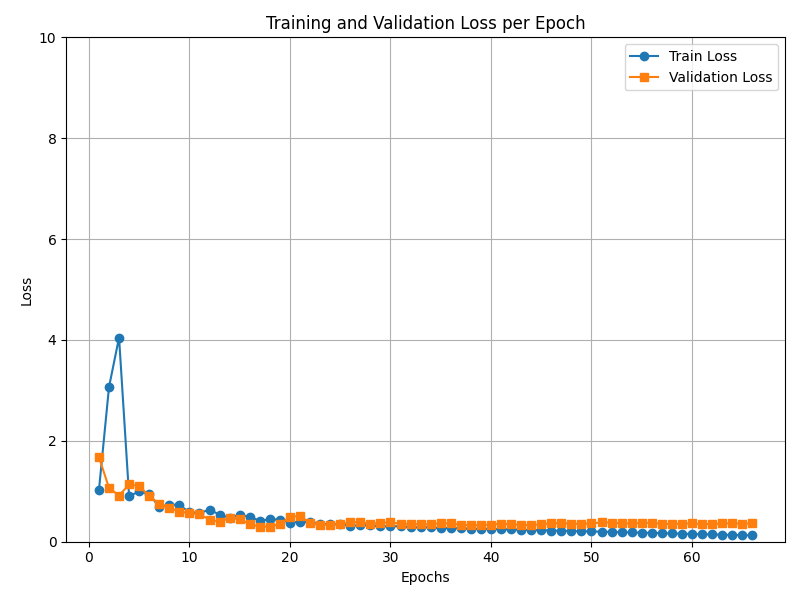 Training and Validation Loss per Epoch
Train Loss
Validation Loss
10
8
6
4
2
0
Loss
0 10 20 30 40 50 60
Epochs